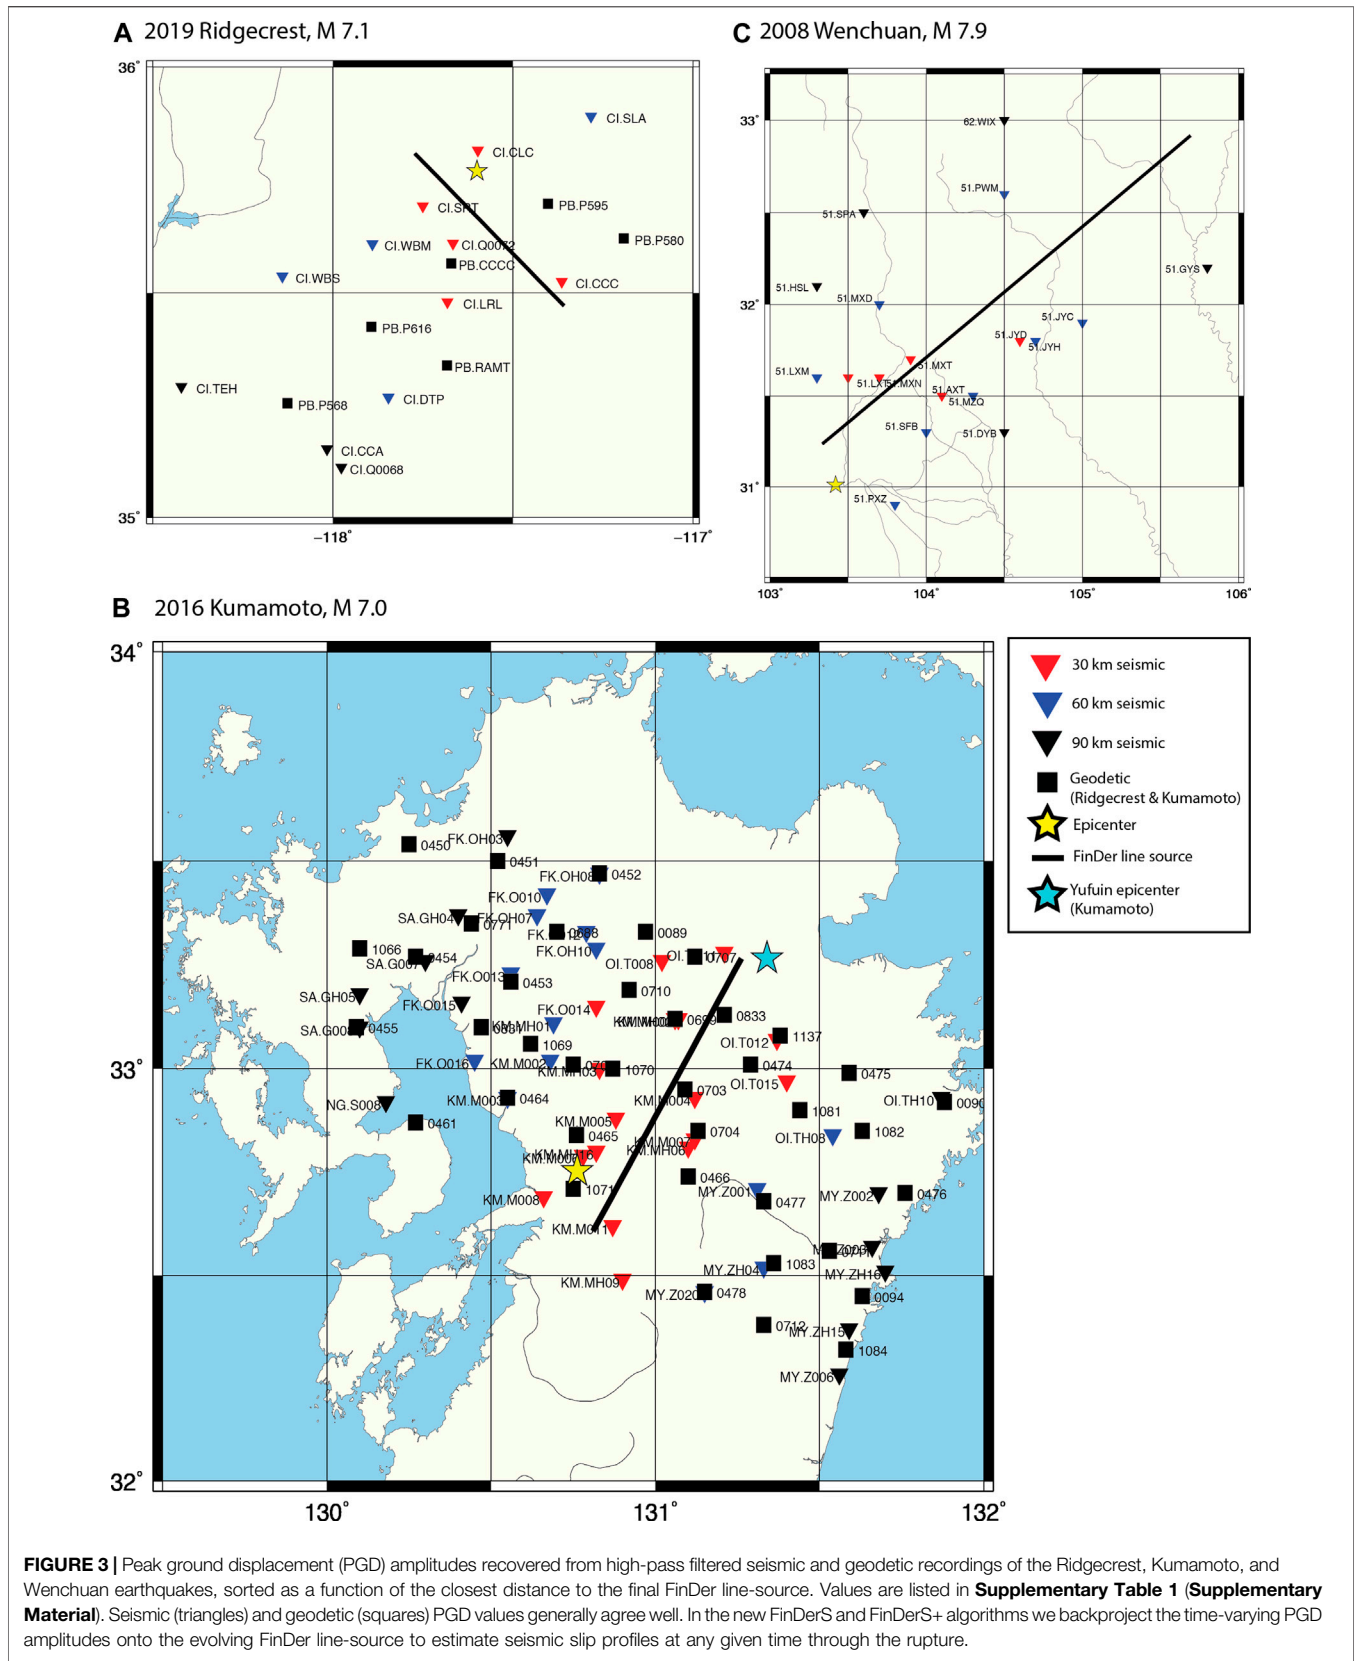 A 2019 Ridgecrest, M 7.1
36°
35°
−118°
−117°
CI.SLA
CI.CLC
CI.SRT
PB.P595
PB.P580
CI.WBM
CI.Q0072
PB.CCCC
CI.WBS
CI.CCC
CI.LRL
PB.P616
PB.RAMT
CI.TEH
PB.P568
CI.DTP
CI.CCA
CI.Q0068
C 2008 Wenchuan, M 7.9
33°
32°
31°
103°
104°
105°
106°
62.WIX
51.PWM
51.SPA
51.GYS
51.HSL
51.MXD
51.JYC
51.JYD
51.JYH
51.MXT
51.LXM
51.LXT
51.MXN
51.AXT
51.MZQ
51.SFB
51.DYB
51.PXZ
B 2016 Kumamoto, M 7.0
34°
33°
32°
130°
131°
132°
0450
FK.OH03
0451
FK.OH08
0452
FK.O010
SA.GH04
0771
FK.OH07
0688
FK.OH10
0089
1066
0454
SA.G007
OI.T008
0707
FK.O013
0453
0710
SA.GH05
FK.O015
FK.O014
SA.G008
0455
KM.MH01
0833
1069
OI.T012
1137
FK.O016
KM.M002
KM.MH03
1070
0474
0475
OI.T015
0703
KM.M004
KM.M003
0464
NG.S008
0461
KM.M005
0465
0704
1081
OI.TH10
0090
OI.TH08
1082
KM.M007
KM.MH06
KM.MH16
1071
0466
MY.Z001
0477
MY.Z002
0476
KM.M008
KM.M011
KM.MH09
MY.ZH04
1083
MY.ZH16
MY.Z020
0478
0094
0712
MY.ZH15
1084
MY.Z006
30 km seismic
60 km seismic
90 km seismic
Geodetic
(Ridgecrest & Kumamoto)
Epicenter
FinDer line source
Yufuin epicenter
(Kumamoto)
FIGURE 3 | Peak ground displacement (PGD) amplitudes recovered from high-pass filtered seismic and geodetic recordings of the Ridgecrest, Kumamoto, and
Wenchuan earthquakes, sorted as a function of the closest distance to the final FinDer line-source. Values are listed in Supplementary Table 1 (Supplementary
Material). Seismic (triangles) and geodetic (squares) PGD values generally agree well. In the new FinDerS and FinDerS+ algorithms we backproject the time-varying PGD
amplitudes onto the evolving FinDer line-source to estimate seismic slip profiles at any given time through the rupture.